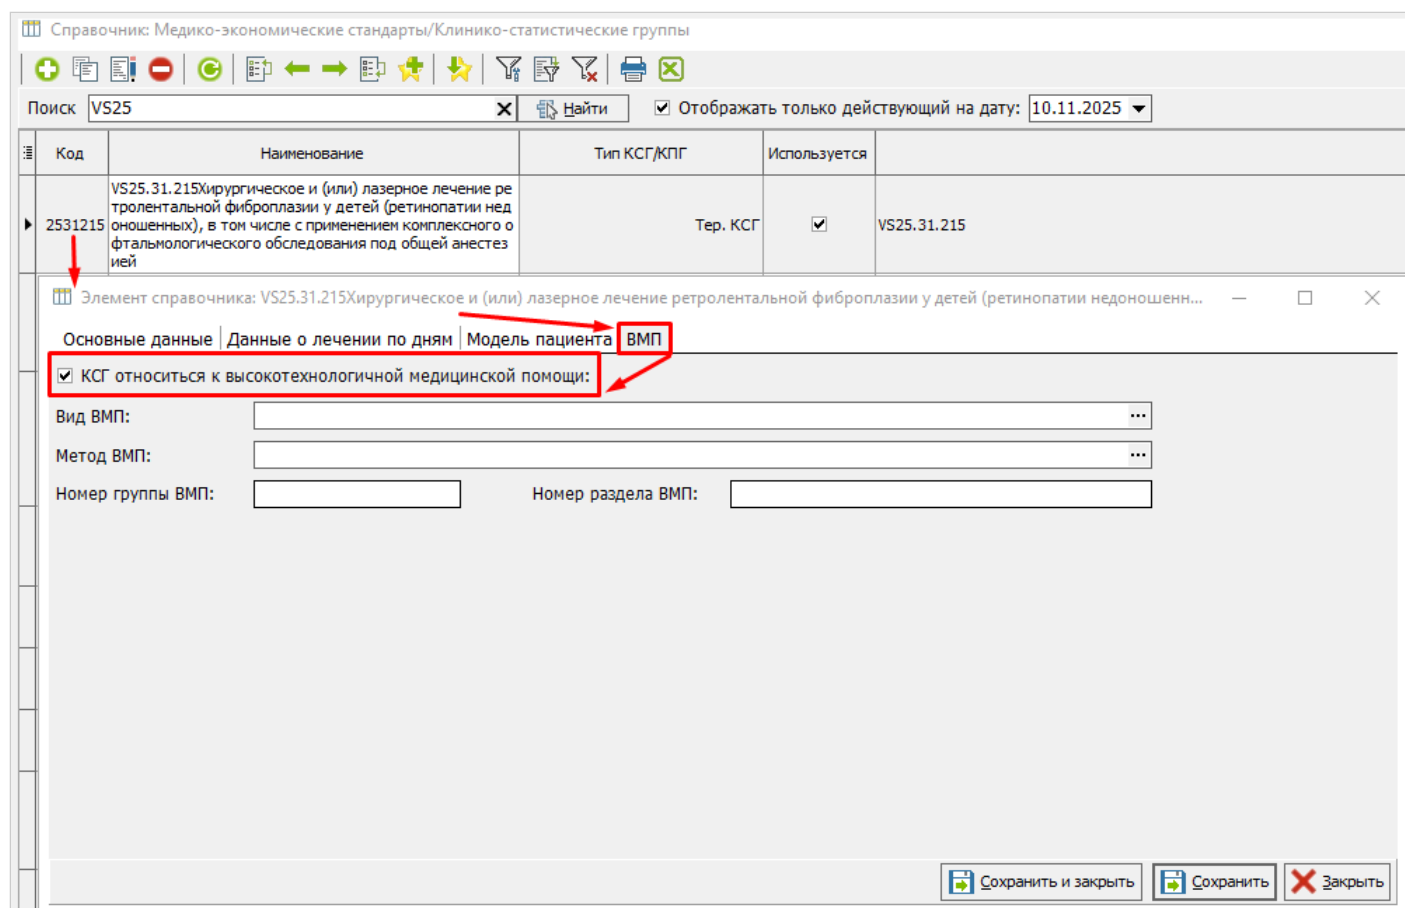 Справочник: Медико-экономические стандарты/Клинико-статистические группы
Поиск VS25 Найти Отображать только действующий на дату: 10.11.2025
Код Наименование Тип КСГ/КПГ Используется
VS25.31.215Хирургическое и (или) лазерное лечение ре
тролентальной фиброплазии у детей (ретинопатии нед
2531215 оношенных), в том числе с применением комплексного о Тер. КСГ VS25.31.215
фтальмологического обследования под общей анестез
ией
Элемент справочника: VS25.31.215Хирургическое и (или) лазерное лечение ретролентальной фиброплазии у детей (ретинопатии недоношенн...
Основные данные Данные о лечении по дням Модель пациента ВМП
КСГ относиться к высокотехнологичной медицинской помощи:
Вид ВМП: ...
Метод ВМП: ...
Номер группы ВМП: Номер раздела ВМП:
Сохранить и закрыть Сохранить Закрыть